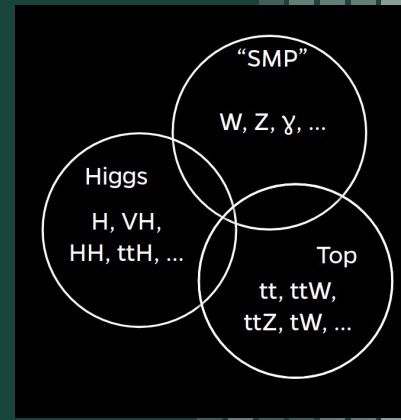 “SMP”
W, Z, ɣ, ...
Higgs
H, VH,
HH, ttH, ...
Top
tt, ttW,
ttZ, tW, ...